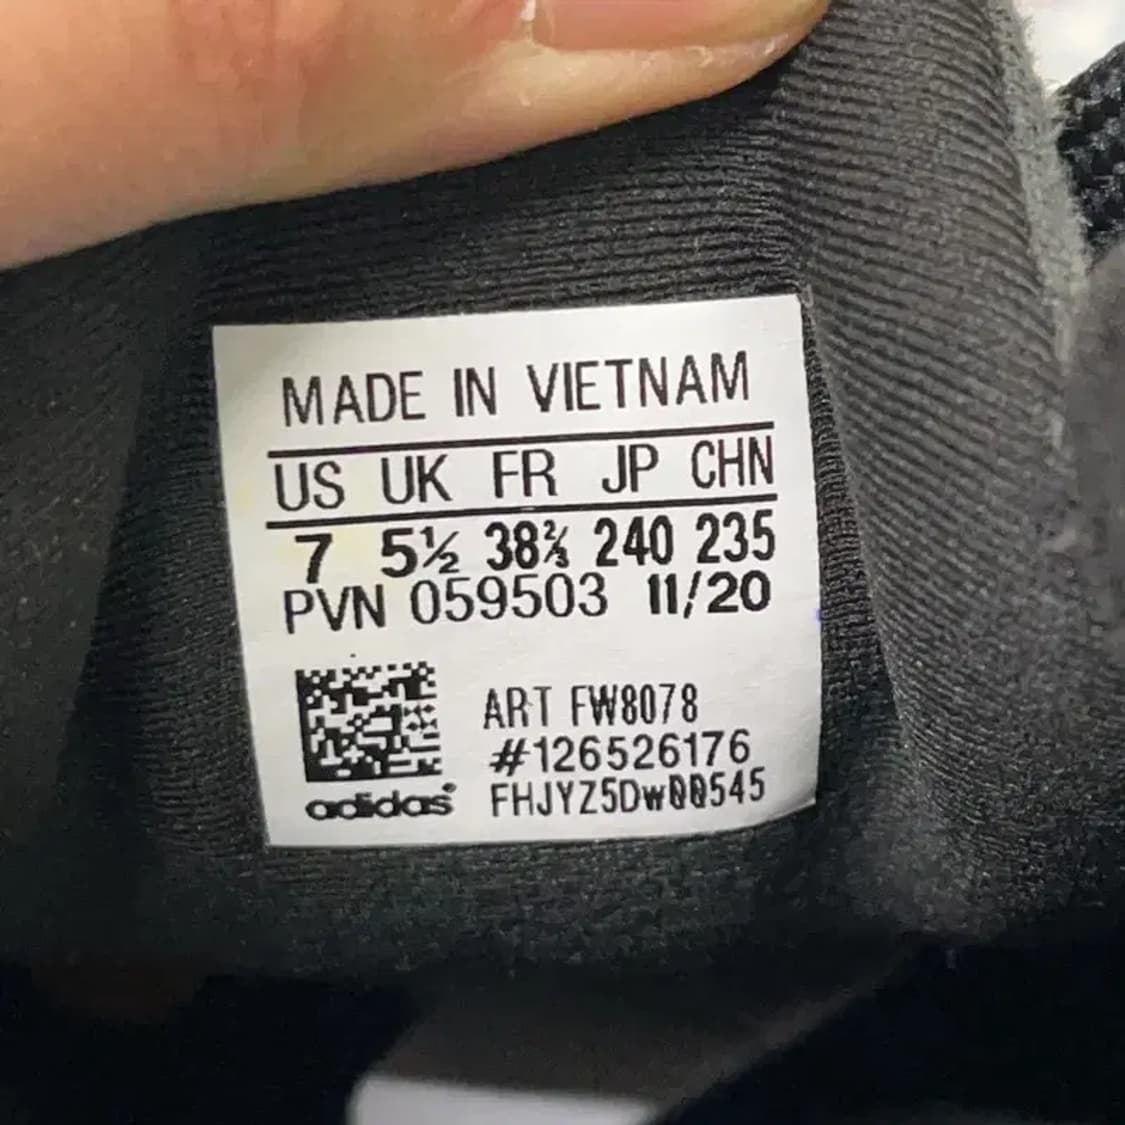 MADE IN VIETNAM
US UK FR JP CHN
7 5½ 38⅔ 240 235
PVN 059503 11/20
ART FW8078
#126526176
FHJYZ5Dw00545
adidas